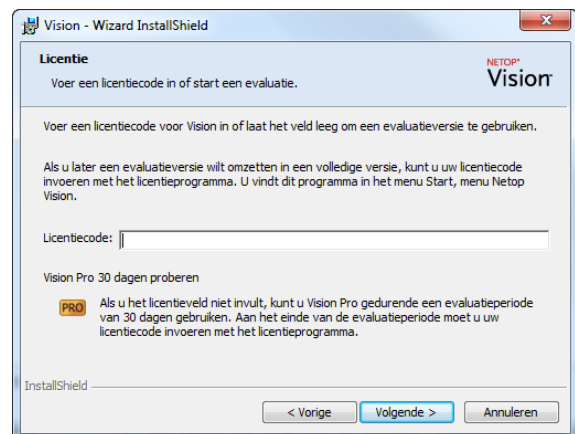 Vision - Wizard InstallShield
Licentie
Voer een licentiecode in of start een evaluatie.
NETOP
Vision
Voer een licentiecode voor Vision in of laat het veld leeg om een evaluatieversie te gebruiken.
Als u later een evaluatieversie wilt omzetten in een volledige versie, kunt u uw licentiecode
invoeren met het licentieprogramma. U vindt dit programma in het menu Start, menu Netop
Vision.
Licentiecode:
Vision Pro 30 dagen proberen
PRO
Als u het licentieveld niet invult, kunt u Vision Pro gedurende een evaluatieperiode
van 30 dagen gebruiken. Aan het einde van de evaluatieperiode moet u uw
licentiecode invoeren met het licentieprogramma.
InstallShield
< Vorige
Volgende >
Annuleren